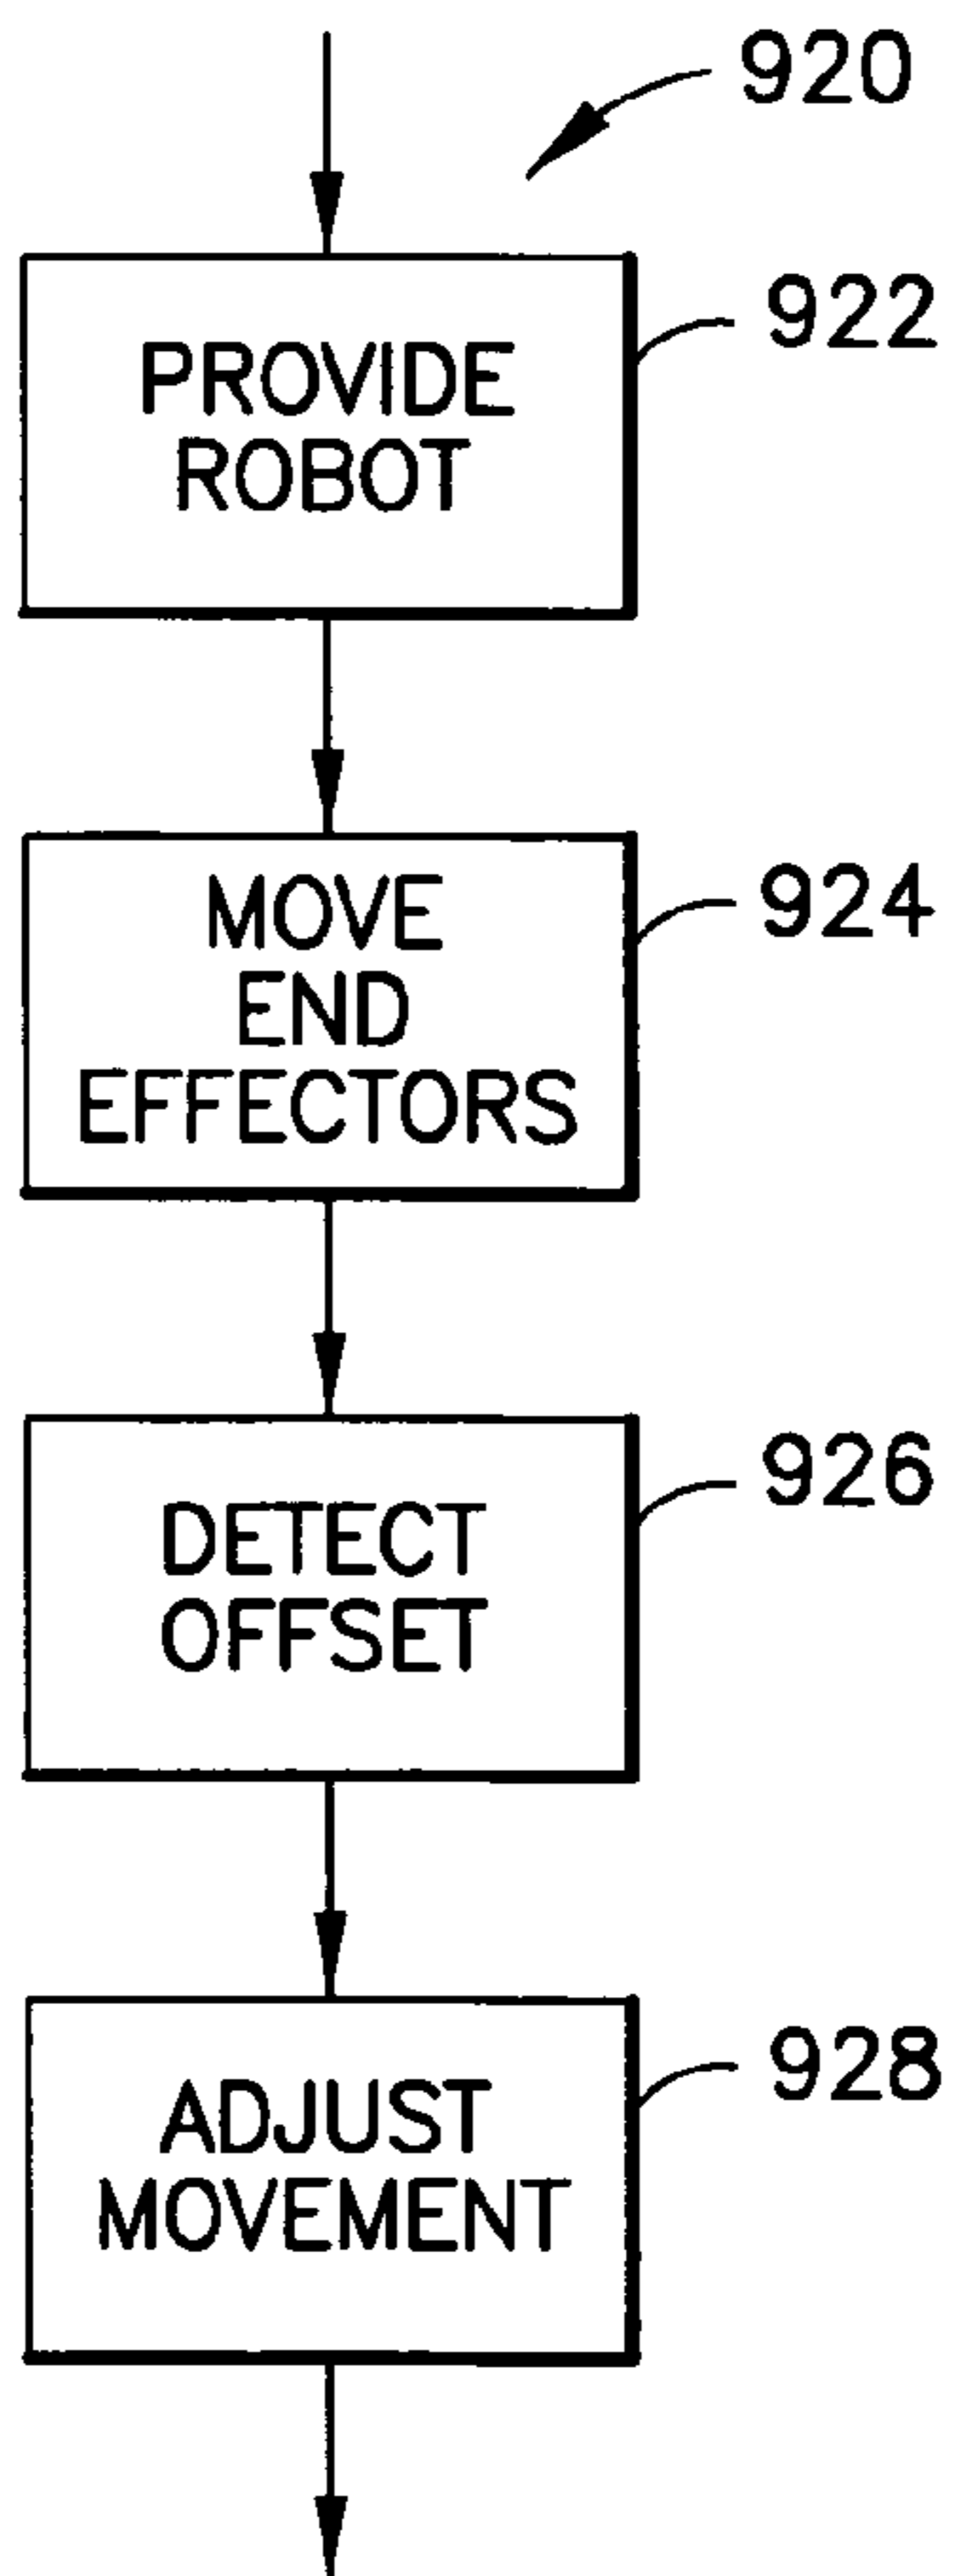 920
922
PROVIDE
ROBOT
924
MOVE
END
EFFECTORS
926
DETECT
OFFSET
928
ADJUST
MOVEMENT